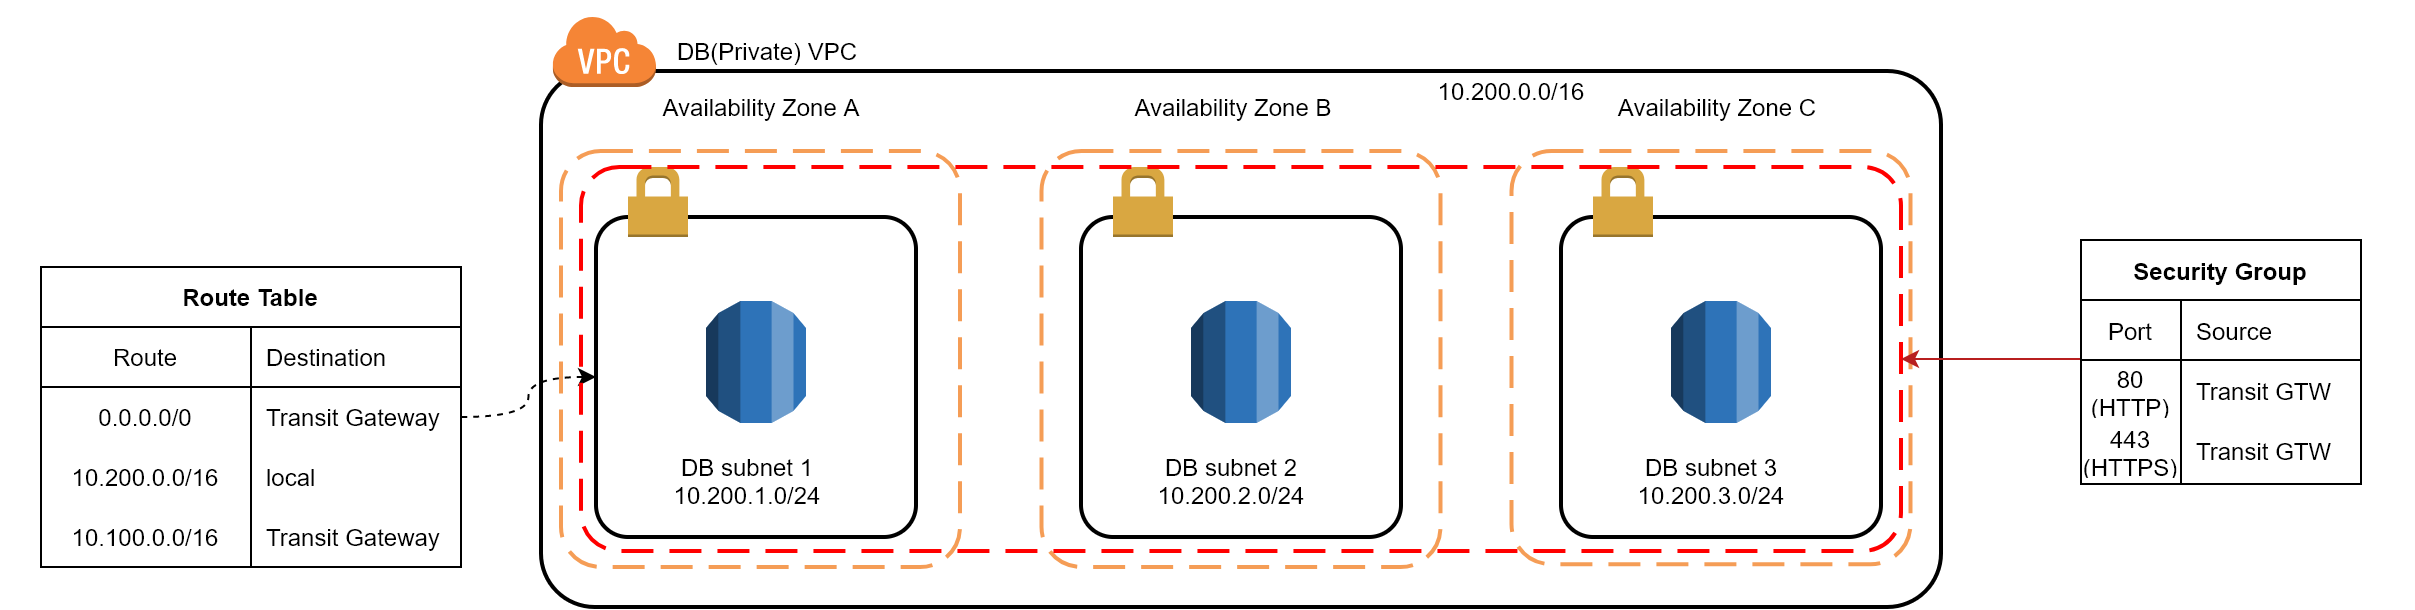 VPC
DB(Private) VPC
10.200.0.0/16
Availability Zone A
Availability Zone B
Availability Zone C
Route Table
Route Destination
0.0.0.0/0 Transit Gateway
10.200.0.0/16 local
10.100.0.0/16 Transit Gateway
DB subnet 1
10.200.1.0/24
DB subnet 2
10.200.2.0/24
DB subnet 3
10.200.3.0/24
Security Group
Port Source
80
(HTTP)
Transit GTW
443
(HTTPS)
Transit GTW